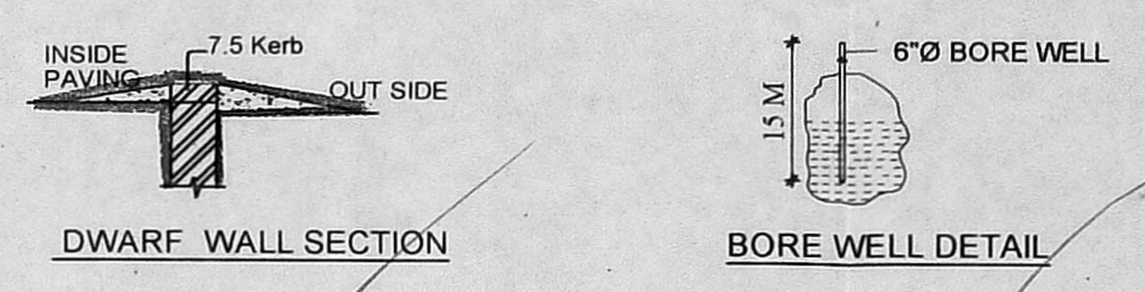 INSIDE
PAVING
7.5 Kerb
OUT SIDE
DWARF WALL SECTION
15 M
6"Ø BORE WELL
BORE WELL DETAIL